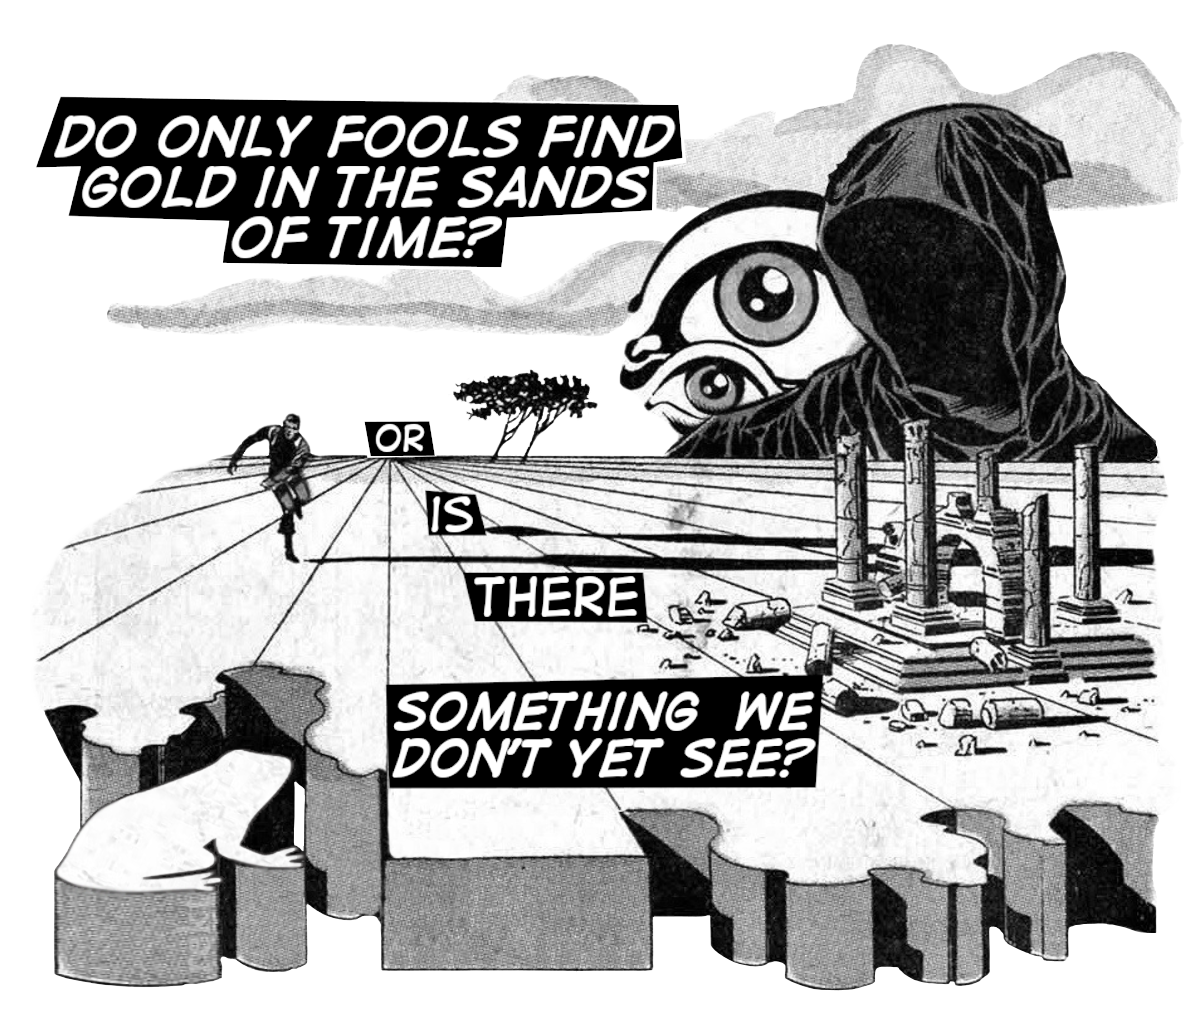 DO ONLY FOOLS FIND
GOLD IN THE SANDS
OF TIME?
OR
IS
THERE
SOMETHING WE
DON'T YET SEE?